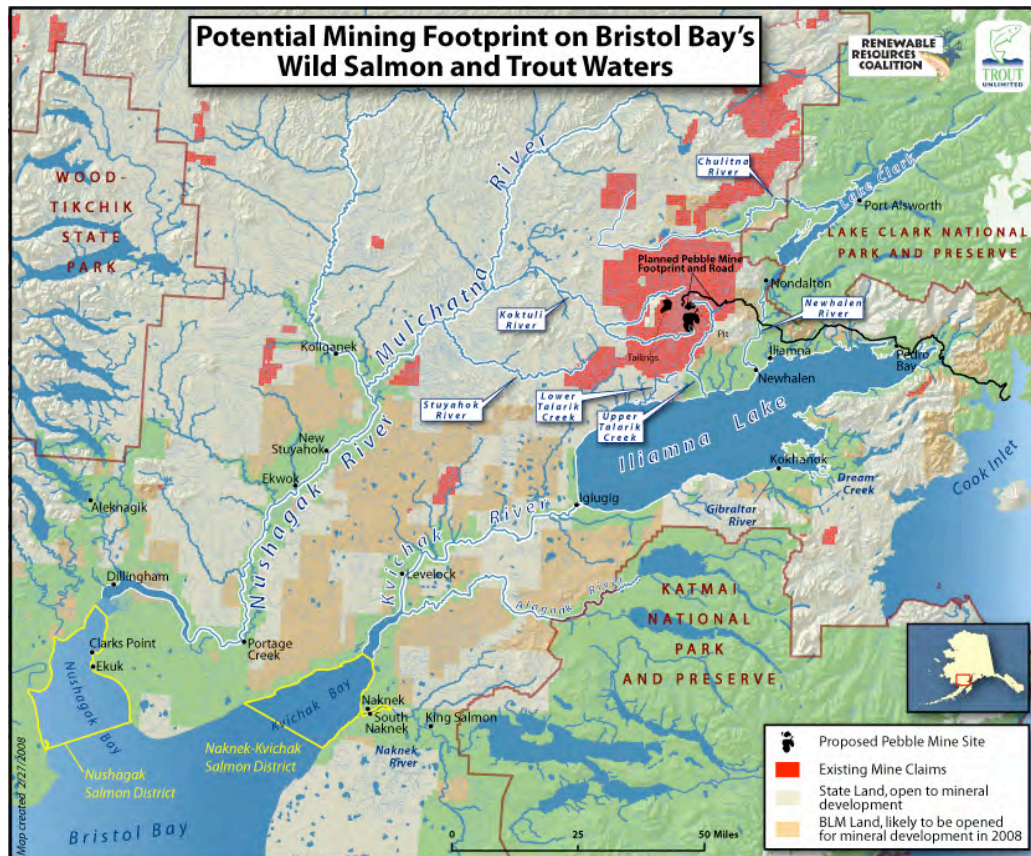 Potential Mining Footprint on Bristol Bay's
Wild Salmon and Trout Waters
RENEWABLE
RESOURCES
COALITION
TROUT
UNLIMITED
WOOD-
TIKCHIK
STATE
PARK
Mulchatna River
Chulitna
River
Lake Clark
Port Alsworth
LAKE CLARK NATIONAL
PARK AND PRESERVE
Planned Pebble Mine
Footprint and Road
Nondalton
Newhalen
River
Koktuli
River
Pit
Tailings
Koliganek
Iliamna
Pedro
Bay
Newhalen
Stuyahok
River
Lower
Talarik
Creek
Upper
Talarik
Creek
Iliamna Lake
New
Stuyahok
Ekwok
Nushagak River
Kokhanok
Dream
Creek
Gibraltar
River
Cook Inlet
Aleknagik
Iglugig
Kvichak River
Levelock
Dillingham
Alagnak River
KATMAI
NATIONAL
PARK
AND PRESERVE
Clarks Point
Ekuk
Portage
Creek
Nushagak Bay
Kvichak Bay
Naknek
South
Naknek
King Salmon
Naknek
River
Naknek-Kvichak
Salmon District
Nushagak
Salmon District
Bristol Bay
Map created 2/27/2008
0 25 50 Miles
Proposed Pebble Mine Site
Existing Mine Claims
State Land, open to mineral
development
BLM Land, likely to be opened
for mineral development in 2008